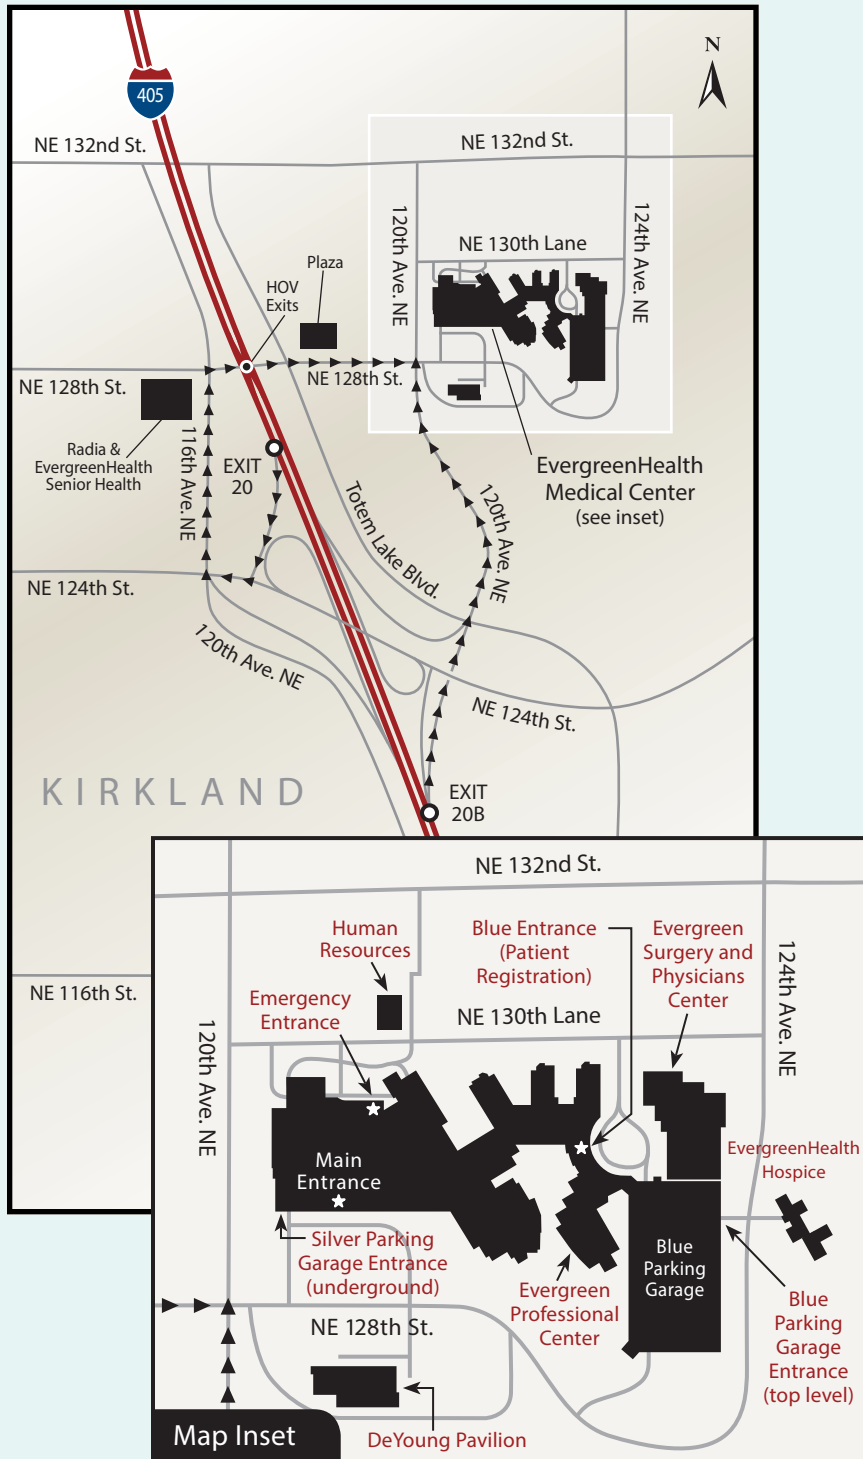 N
405
NE 132nd St.
NE 132nd St.
120th Ave. NE
124th Ave. NE
NE 130th Lane
Plaza
HOV
Exits
NE 128th St.
NE 128th St.
Radia &
EvergreenHealth
Senior Health
116th Ave. NE
EXIT
20
EvergreenHealth
Medical Center
(see inset)
Totem Lake Blvd.
120th Ave. NE
NE 124th St.
120th Ave. NE
NE 124th St.
KIRKLAND
EXIT
20B
NE 116th St.
NE 132nd St.
Human
Resources
Blue Entrance
(Patient
Registration)
Evergreen
Surgery and
Physicians
Center
124th Ave. NE
Emergency
Entrance
NE 130th Lane
120th Ave. NE
Main
Entrance
EvergreenHealth
Hospice
Silver Parking
Garage Entrance
(underground)
Blue
Parking
Garage
Evergreen
Professional
Center
Blue
Parking
Garage
Entrance
(top level)
NE 128th St.
DeYoung Pavilion
Map Inset